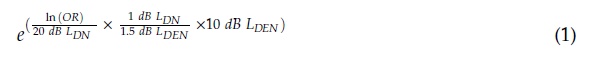 e^(ln (OR) / 20 dB L_DN × 1 dB L_DN / 1.5 dB L_DEN ×10 dB L_DEN) (1)